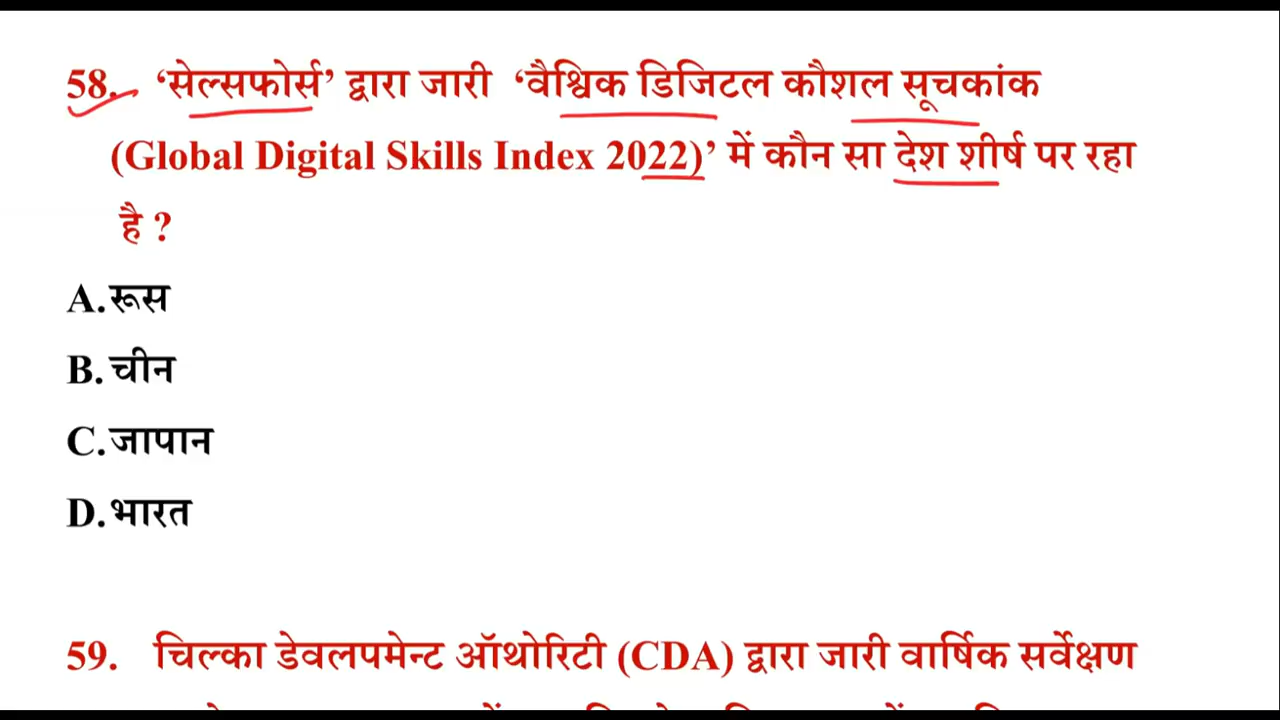 58. ‘सेल्सफोर्स’ द्वारा जारी ‘वैश्विक डिजिटल कौशल सूचकांक
(Global Digital Skills Index 2022)’ में कौन सा देश शीर्ष पर रहा
है ?
A.रूस
B.चीन
C.जापान
D.भारत
59. चिल्का डेवलपमेन्ट ऑथोरिटी (CDA) द्वारा जारी वार्षिक सर्वेक्षण